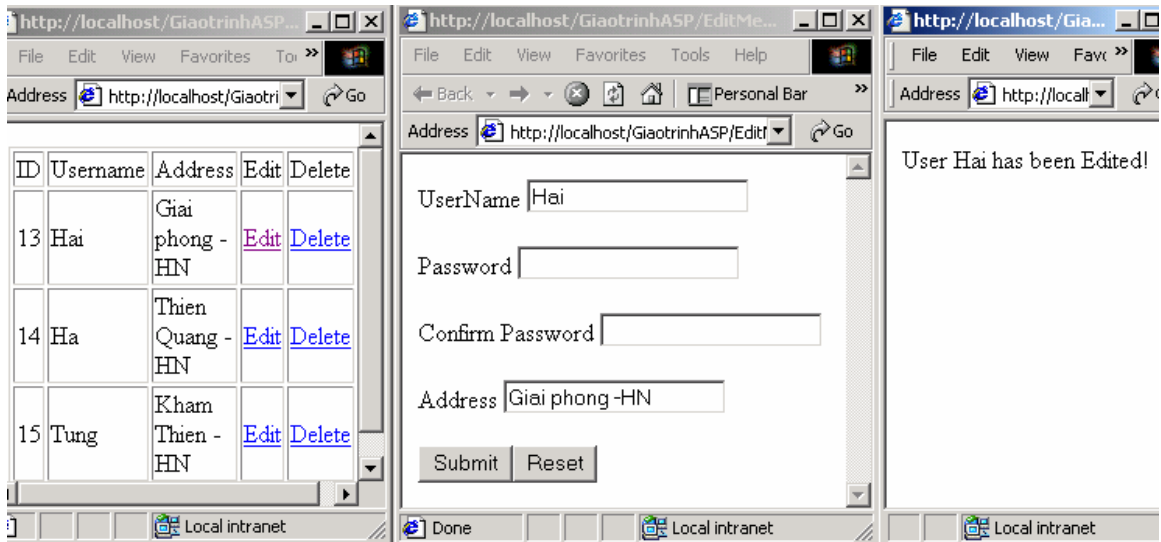 http://localhost/GiaotrinhASP...
File Edit View Favorites To »
Address http://localhost/Giaotri Go
ID Username Address Edit Delete
13 Hai Giai phong - HN Edit Delete
14 Ha Thien Quang - HN Edit Delete
15 Tung Kham Thien - HN Edit Delete
Local intranet
http://localhost/GiaotrinhASP/EditMe...
File Edit View Favorites Tools Help
Back Personal Bar »
Address http://localhost/GiaotrinhASP/Edit Go
UserName Hai
Password
Confirm Password
Address Giai phong -HN
Submit Reset
Done Local intranet
http://localhost/Gia...
File Edit View Fav »
Address http://local
User Hai has been Edited!
Local intranet